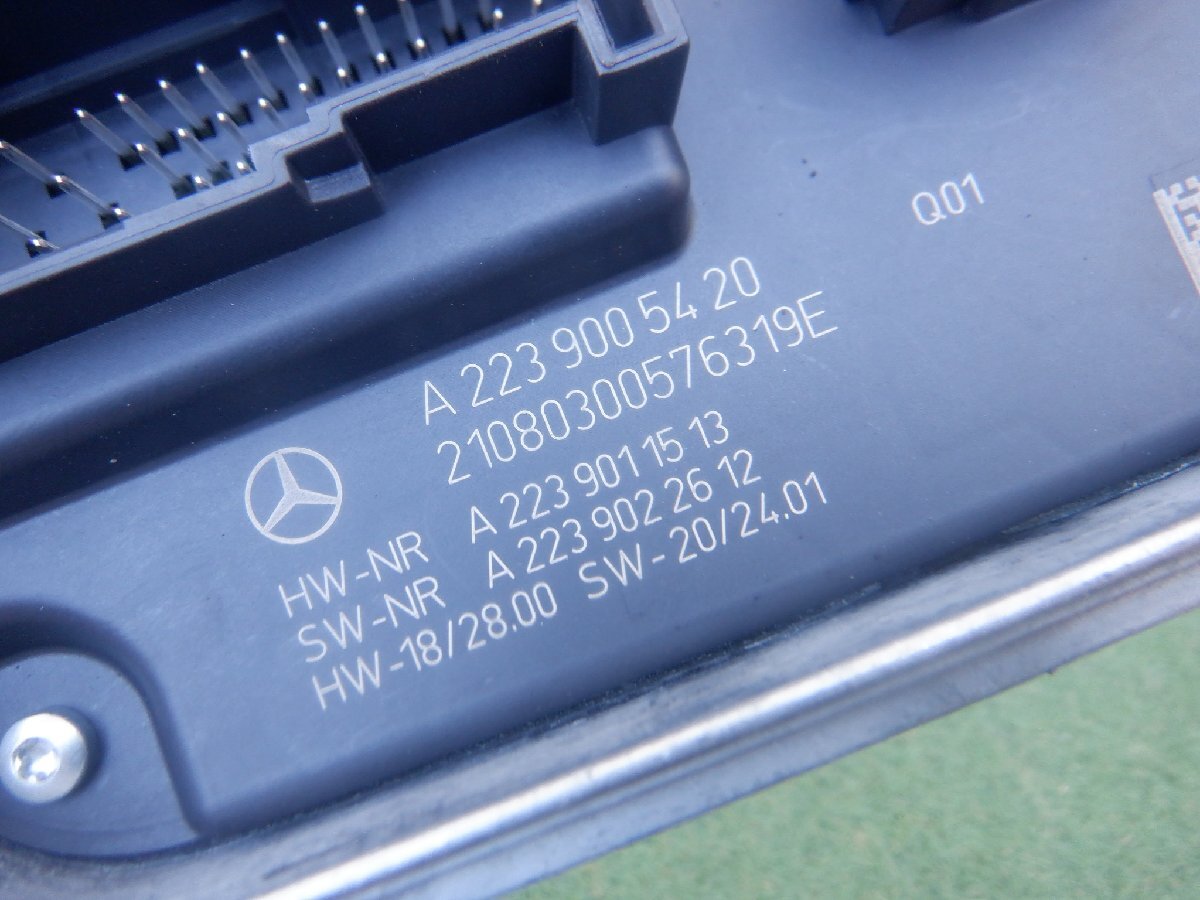 Q01
A 223 900 54 20
21080300576319E
HW-NR A 223 901 15 13
SW-NR A 223 902 26 12
HW-18/28.00 SW-20/24.01